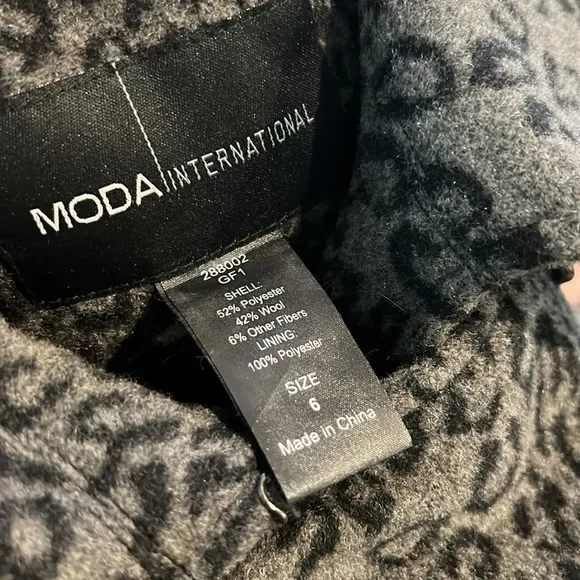 MODA INTERNATIONAL
288002
GF1
SHELL:
52% Polyester
42% Wool
6% Other Fibers
LINING:
100% Polyester
SIZE
6
Made in China